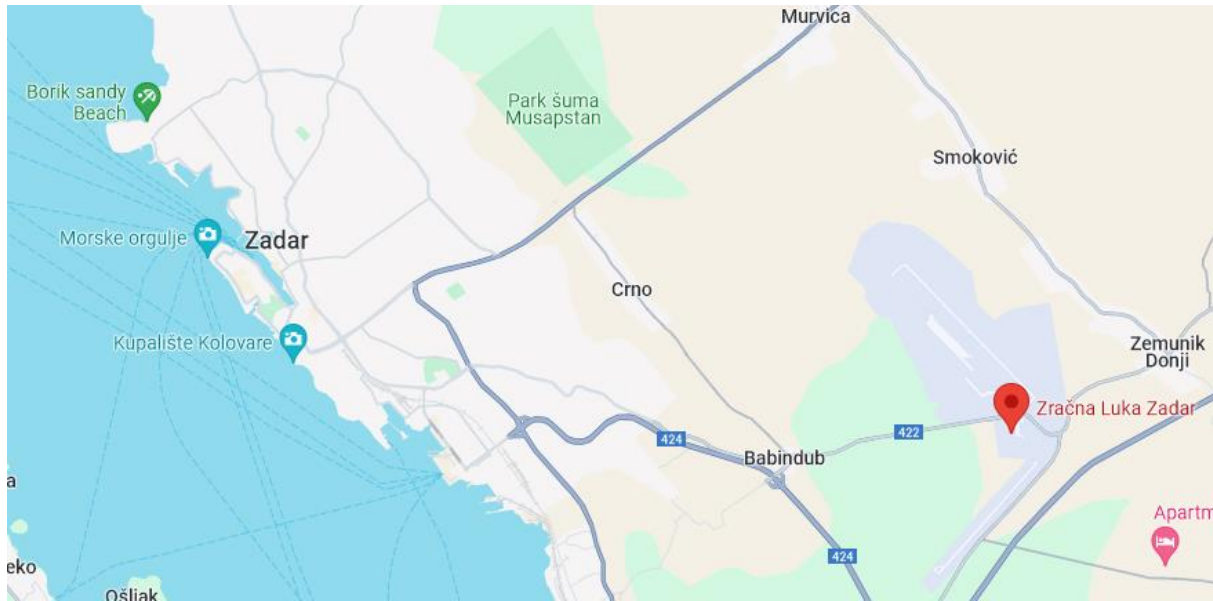 Murvica
Borik sandy
Beach
Park šuma
Musapstan
Smoković
Morske orgulje
Zadar
Crno
Kupalište Kolovare
Zemunik
Donji
Zračna Luka Zadar
422
424
Babindub
a
Apartm
424
eko
Ošljak